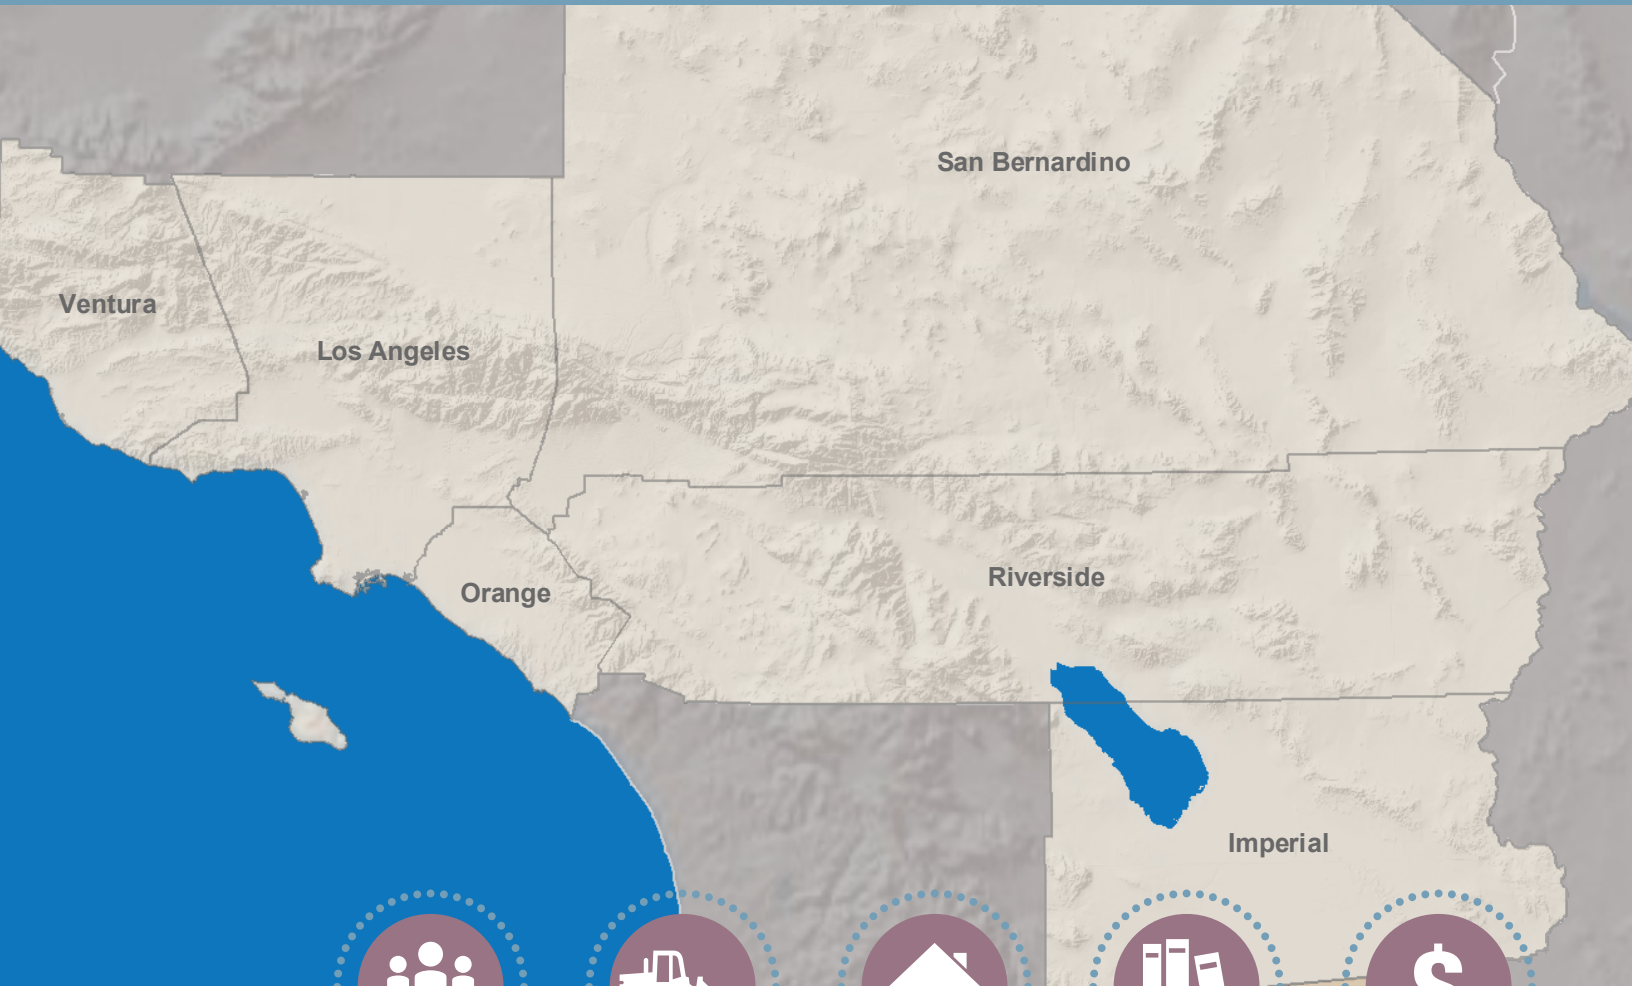 San Bernardino
Ventura
Los Angeles
Riverside
Orange
Imperial
$